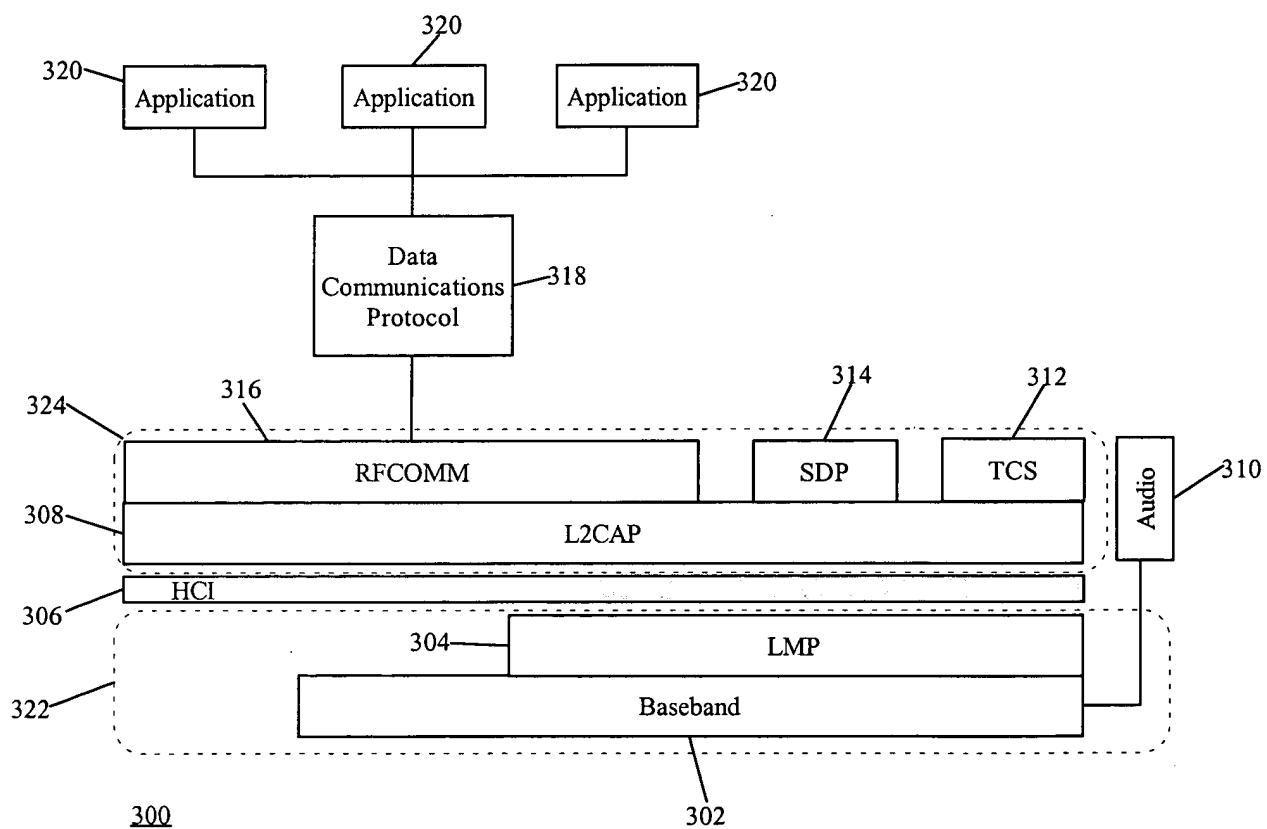 320
320
320
Application
Application
Application
Data
Communications
Protocol
318
324
316
314
312
RFCOMM
SDP
TCS
Audio
310
308
L2CAP
HCI
306
304
LMP
322
Baseband
300
302